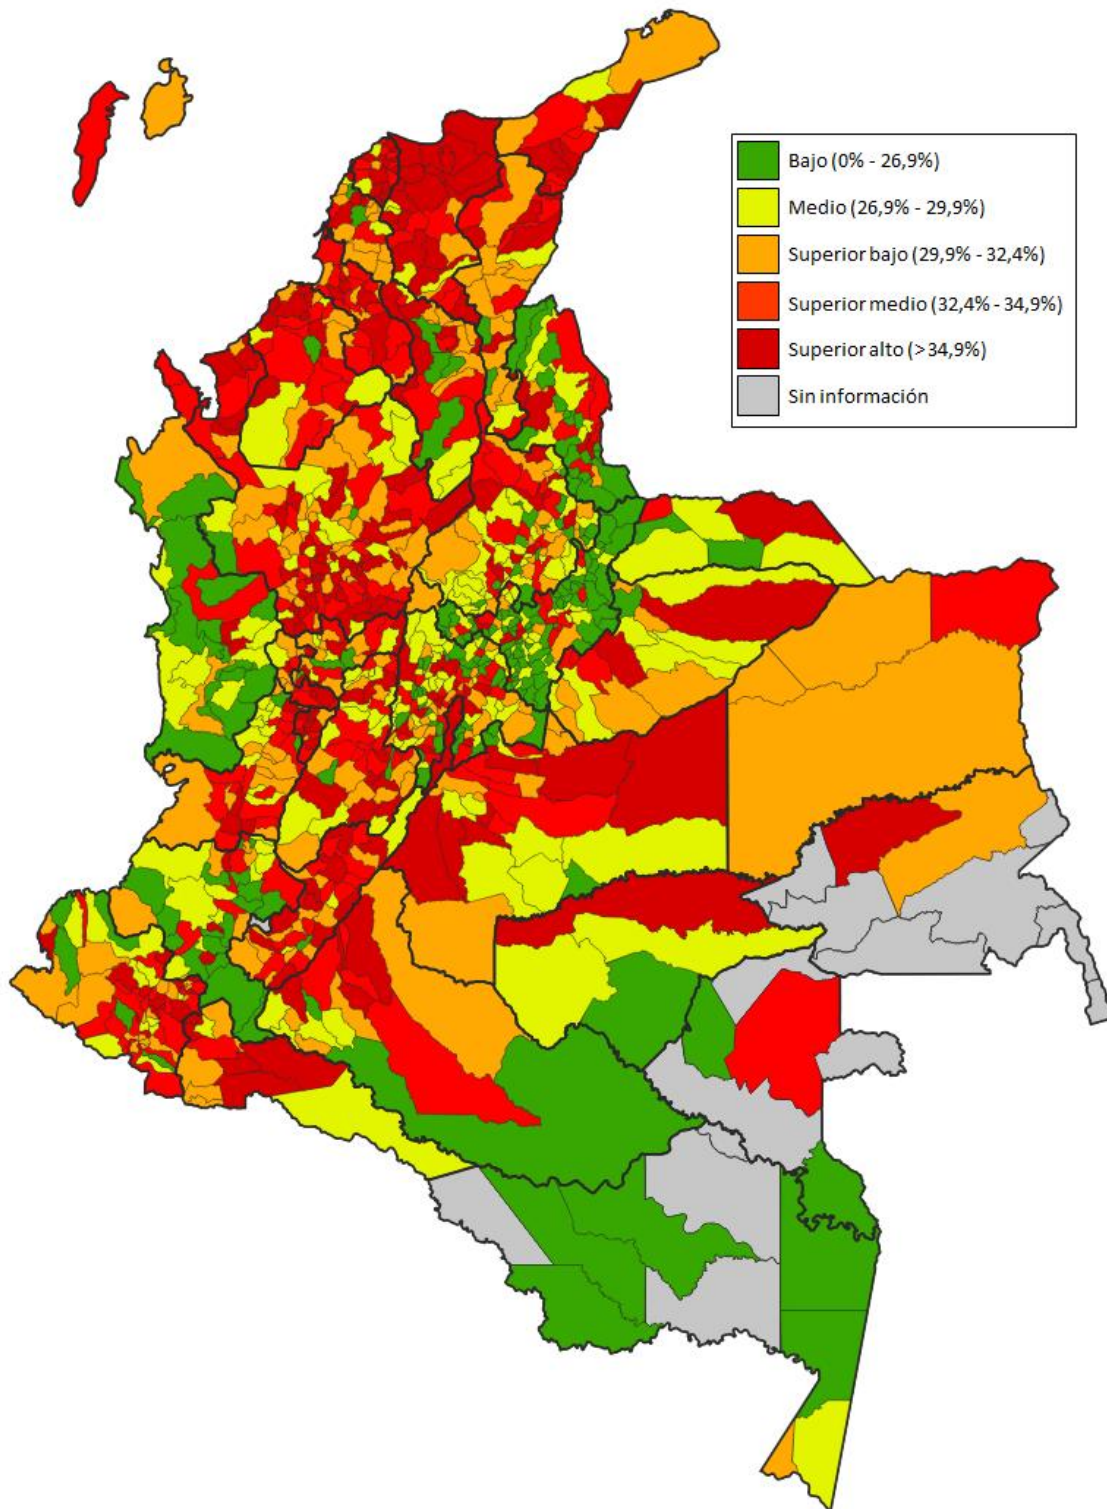 Bajo (0% - 26,9%)
Medio (26,9% - 29,9%)
Superior bajo (29,9% - 32,4%)
Superior medio (32,4% - 34,9%)
Superior alto (>34,9%)
Sin información